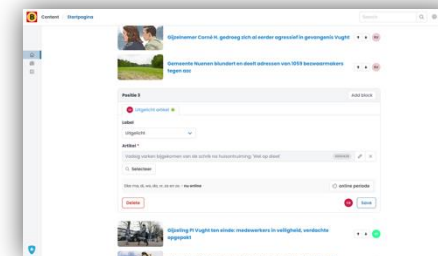 B Content Startpagina
Search
Gijzelnemer Corné H. gedroeg zich al eerder agressief in gevangenis Vught
Gemeente Nuenen blundert en deelt adressen van 1059 bezwaarmakers tegen azc
Positie 3
Add block
Uitgelicht artikel
Label
Uitgelicht
Artikel *
Selecteer
nu online
online periode
Delete
Save
Gijzeling PI Vught ten einde: medewerkers in veiligheid, verdachte
opgepakt